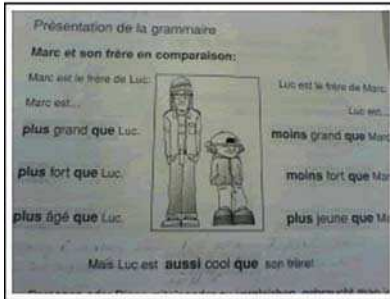 Présentation de la grammaire
Marc et son frère en comparaison:
Marc est le frère de Luc.
Marc est...
plus grand que Luc.
plus fort que Luc.
plus âgé que Luc.
Luc est le frère de Marc.
Luc est...
moins grand que Marc
moins fort que Mar
plus jeune que Ma
Mais Luc est aussi cool que son frère!